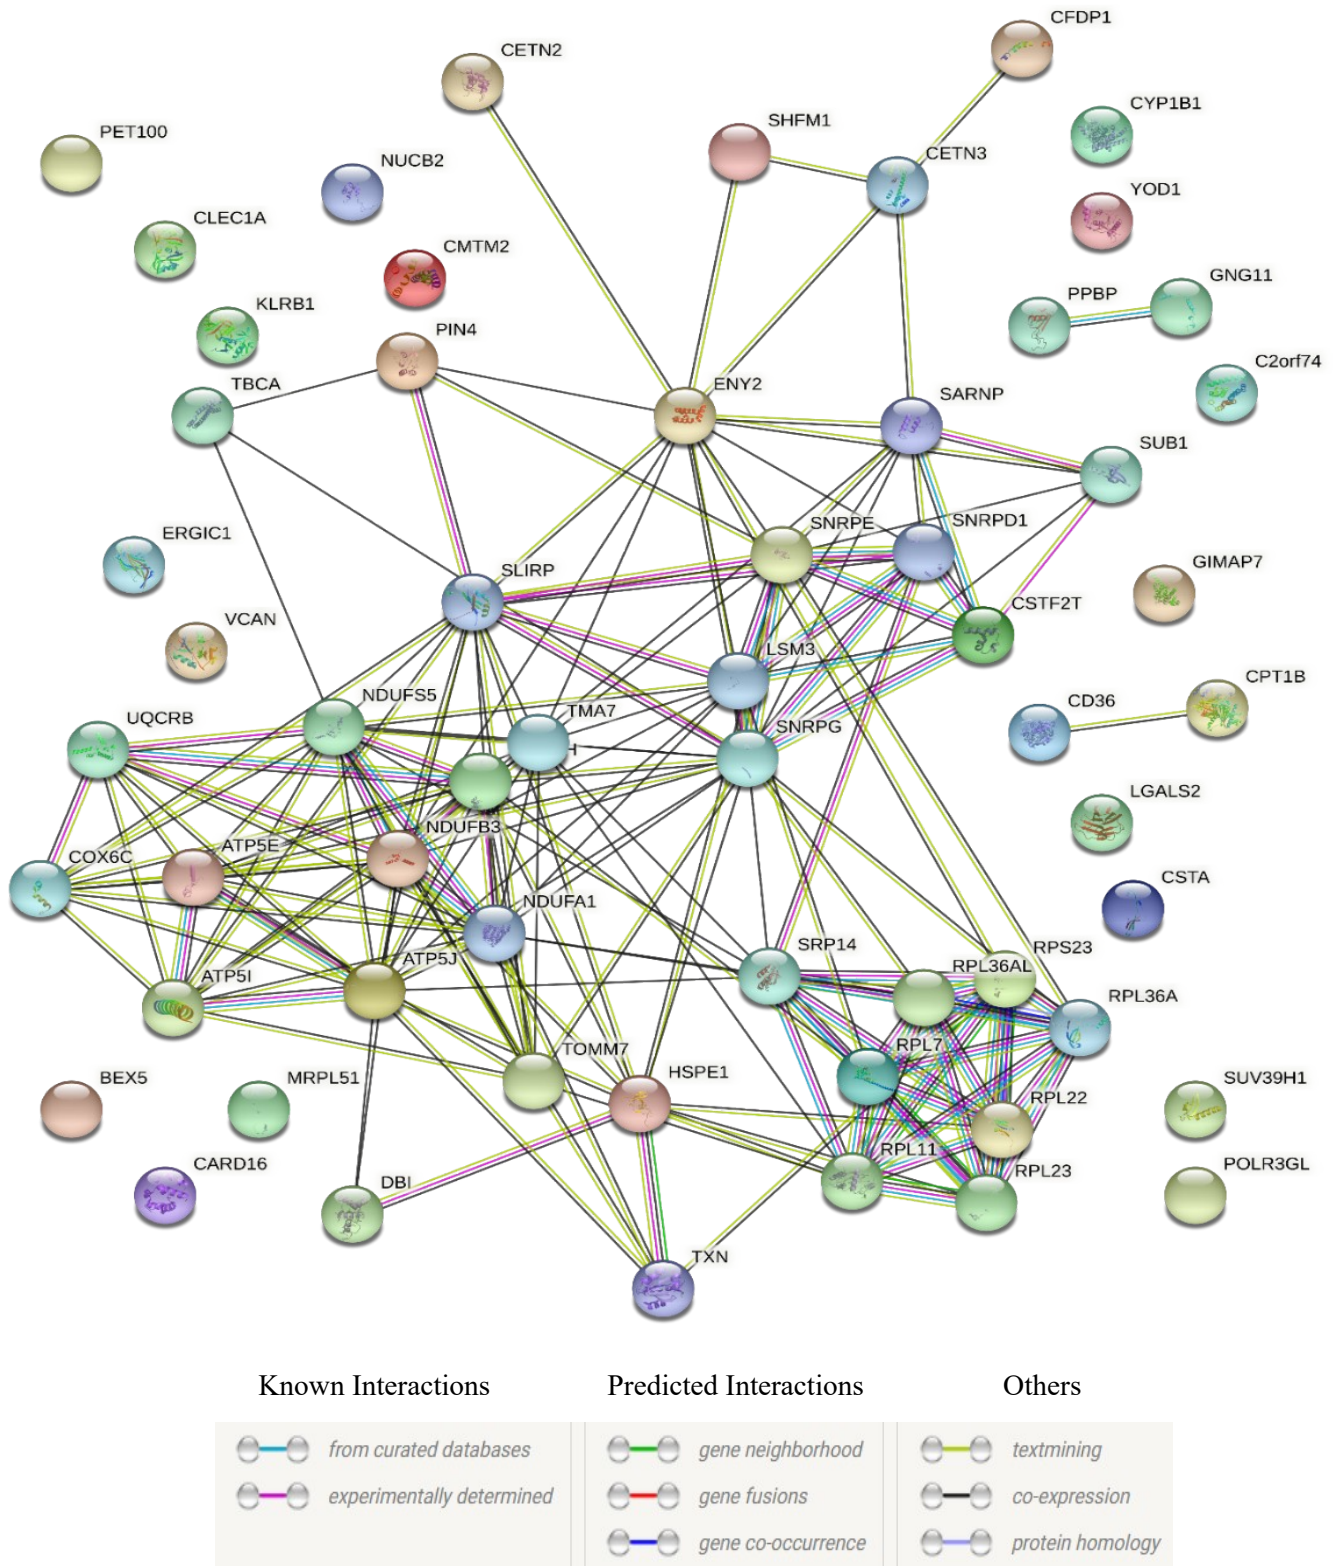 CFDP1
CETN2
CYP1B1
SHFM1
PET100
CETN3
NUCB2
YOD1
CLEC1A
CMTM2
GNG11
PPBP
KLRB1
PIN4
C2orf74
TBCA
ENY2
SARNP
SUB1
SNRPE
SNRPD1
ERGIC1
GIMAP7
SLIRP
CSTF2T
VCAN
LSM3
CPT1B
NDUFS5
CD36
TMA7
UQCRB
SNRPG
LGALS2
NDUFB3
ATP5E
COX6C
CSTA
NDUFA1
SRP14
RPS23
RPL36AL
ATP5J
ATP5I
RPL36A
RPL7
TOMM7
HSPE1
BEX5
MRPL51
SUV39H1
RPL22
RPL11
CARD16
POLR3GL
RPL23
DBI
TXN
Known Interactions
Predicted Interactions
Others
from curated databases
gene neighborhood
textmining
experimentally determined
gene fusions
co-expression
gene co-occurrence
protein homology